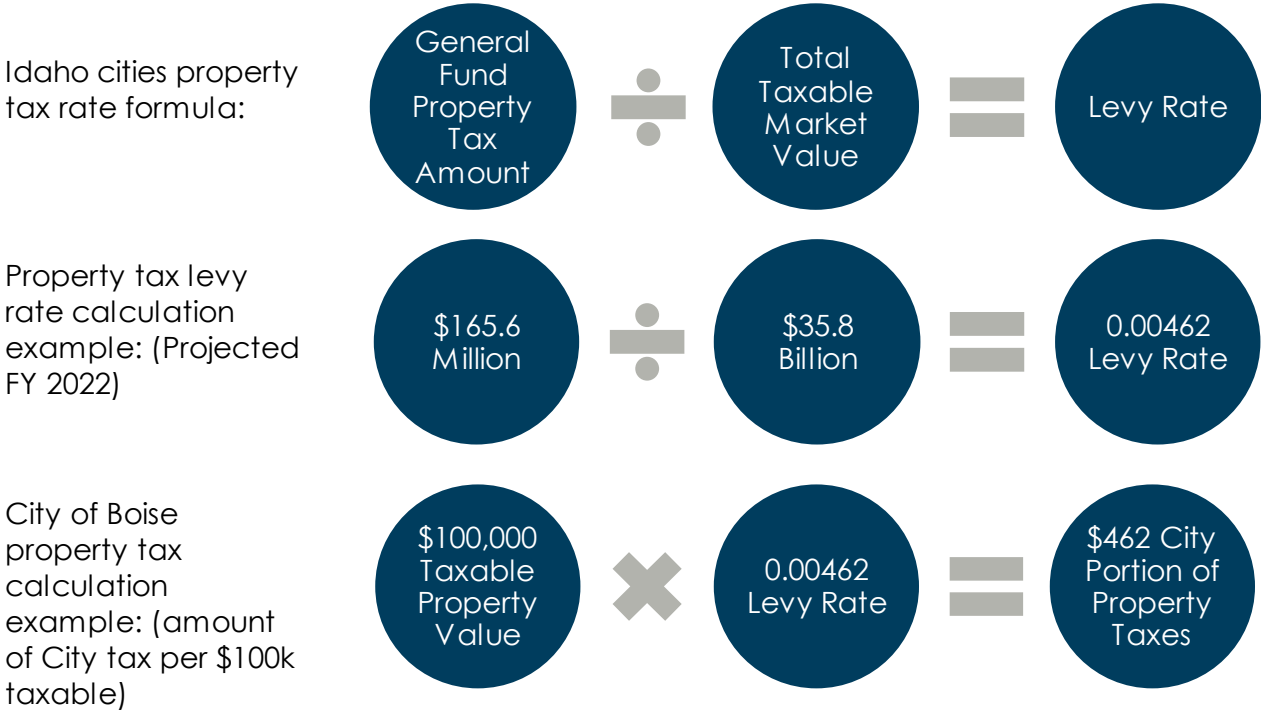 Idaho cities property
tax rate formula:
General
Fund
Property
Tax
Amount
Total
Taxable
Market
Value
Levy Rate
Property tax levy
rate calculation
example: (Projected
FY 2022)
$165.6
Million
$35.8
Billion
0.00462
Levy Rate
City of Boise
property tax
calculation
example: (amount
of City tax per $100k
taxable)
$100,000
Taxable
Property
Value
0.00462
Levy Rate
$462 City
Portion of
Property
Taxes